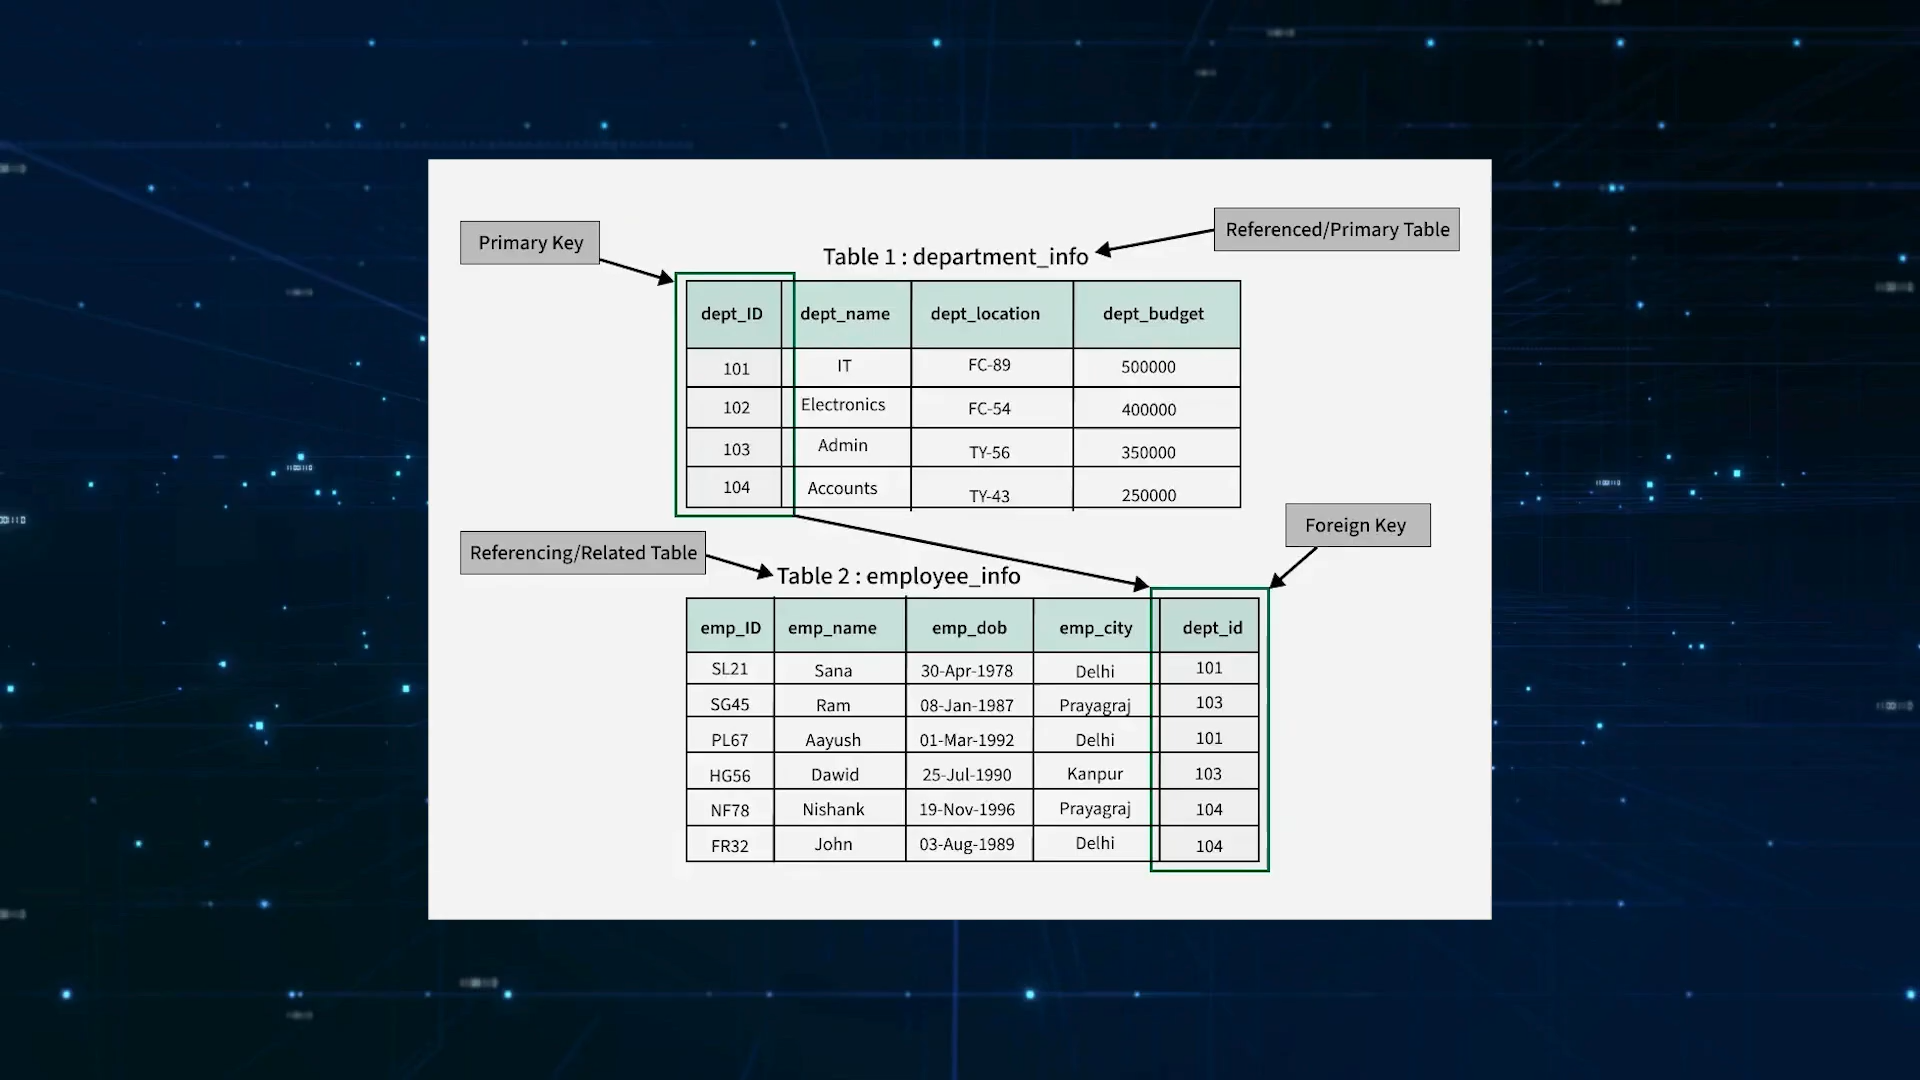 Referenced/Primary Table
Primary Key
Table 1 : department_info
dept_ID dept_name dept_location dept_budget
101 IT FC-89 500000
102 Electronics FC-54 400000
103 Admin TY-56 350000
104 Accounts TY-43 250000
Foreign Key
Referencing/Related Table
Table 2 : employee_info
emp_ID emp_name emp_dob emp_city dept_id
SL21 Sana 30-Apr-1978 Delhi 101
SG45 Ram 08-Jan-1987 Prayagraj 103
PL67 Aayush 01-Mar-1992 Delhi 101
HG56 Dawid 25-Jul-1990 Kanpur 103
NF78 Nishank 19-Nov-1996 Prayagraj 104
FR32 John 03-Aug-1989 Delhi 104